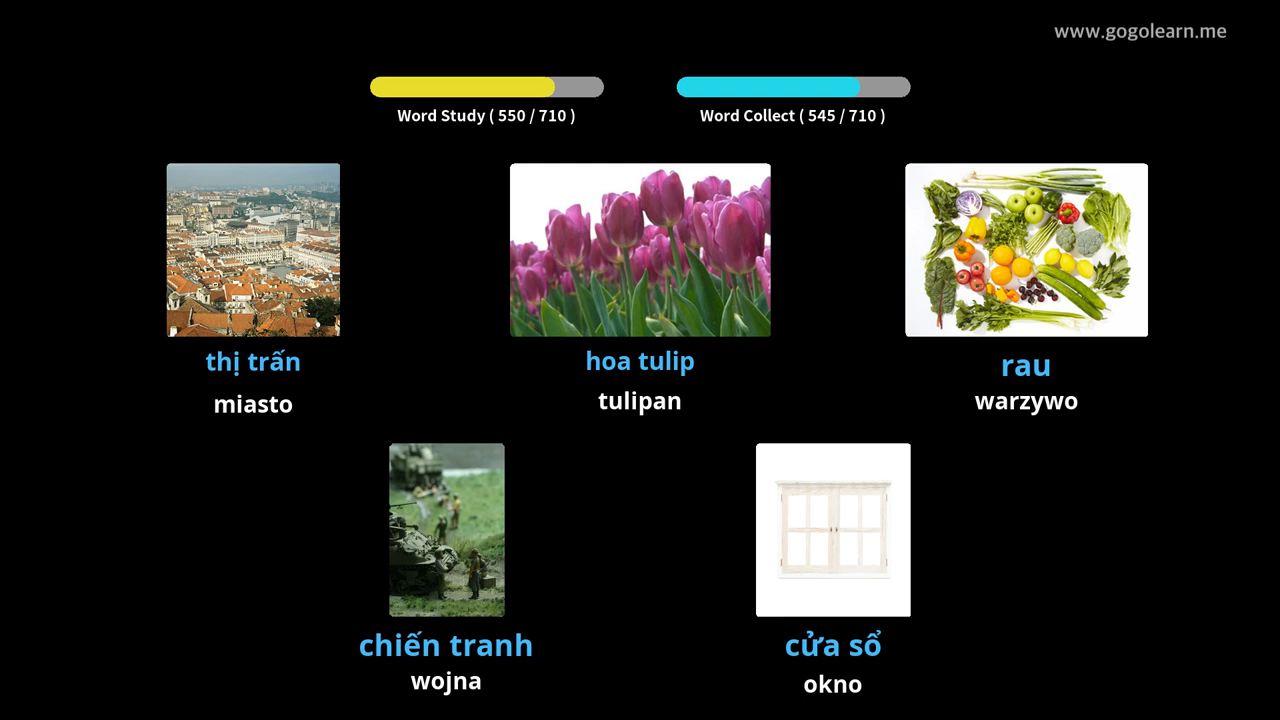 www.gogolearn.me
Word Study ( 550 / 710 )
Word Collect ( 545 / 710 )
thị trấn
miasto
hoa tulip
tulipan
rau
warzywo
chiến tranh
wojna
cửa sổ
okno